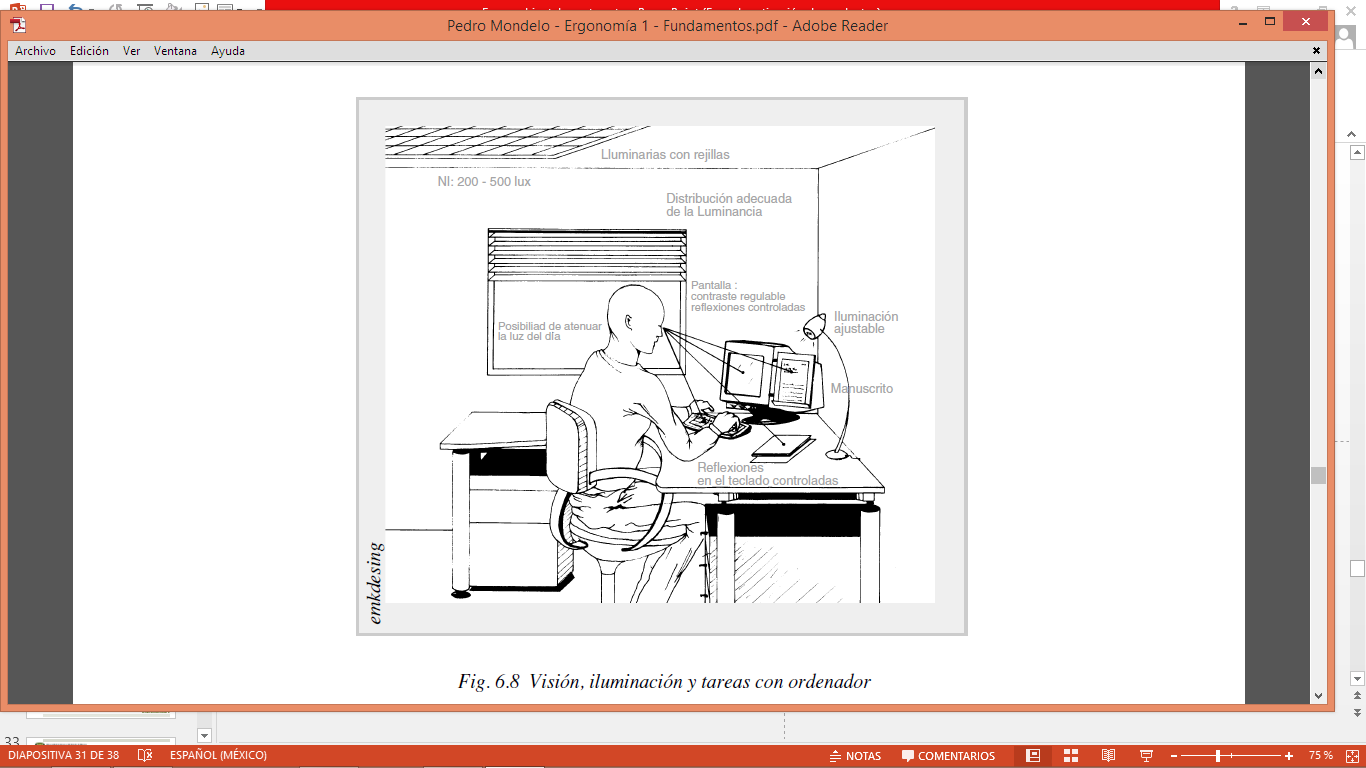 Pedro Mondelo - Ergonomía 1 - Fundamentos.pdf - Adobe Reader
Archivo Edición Ver Ventana Ayuda
Lluminarias con rejillas
NI: 200 - 500 lux
Distribución adecuada
de la Luminancia
Pantalla :
contraste regulable
reflexiones controladas
Posibiliad de atenuar
la luz del día
Iluminación
ajustable
Manuscrito
Reflexiones
en el teclado controladas
emkdesing
Fig. 6.8 Visión, iluminación y tareas con ordenador
33
DIAPOSITIVA 31 DE 38 ESPAÑOL (MÉXICO) NOTAS COMENTARIOS 75 %